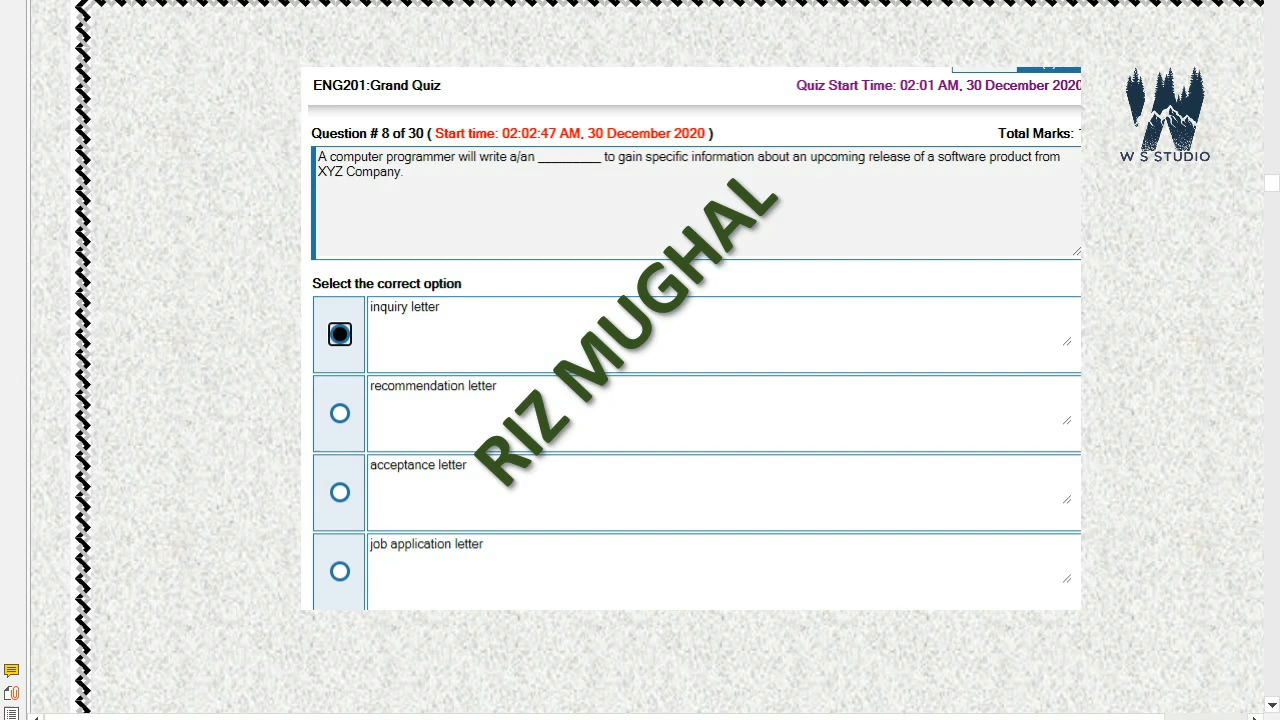 ENG201:Grand Quiz
Quiz Start Time: 02:01 AM, 30 December 2020
W S STUDIO
Question # 8 of 30 ( Start time: 02:02:47 AM, 30 December 2020 )
Total Marks:
A computer programmer will write a/an __________ to gain specific information about an upcoming release of a software product from
XYZ Company.
Select the correct option
inquiry letter
recommendation letter
acceptance letter
job application letter
RIZ MUGHAL